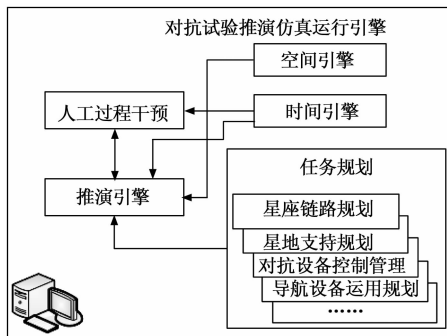 对抗试验推演仿真运行引擎
空间引擎
人工过程干预
时间引擎
任务规划
推演引擎
星座链路规划
星地支持规划
对抗设备控制管理
导航设备运用规划
······